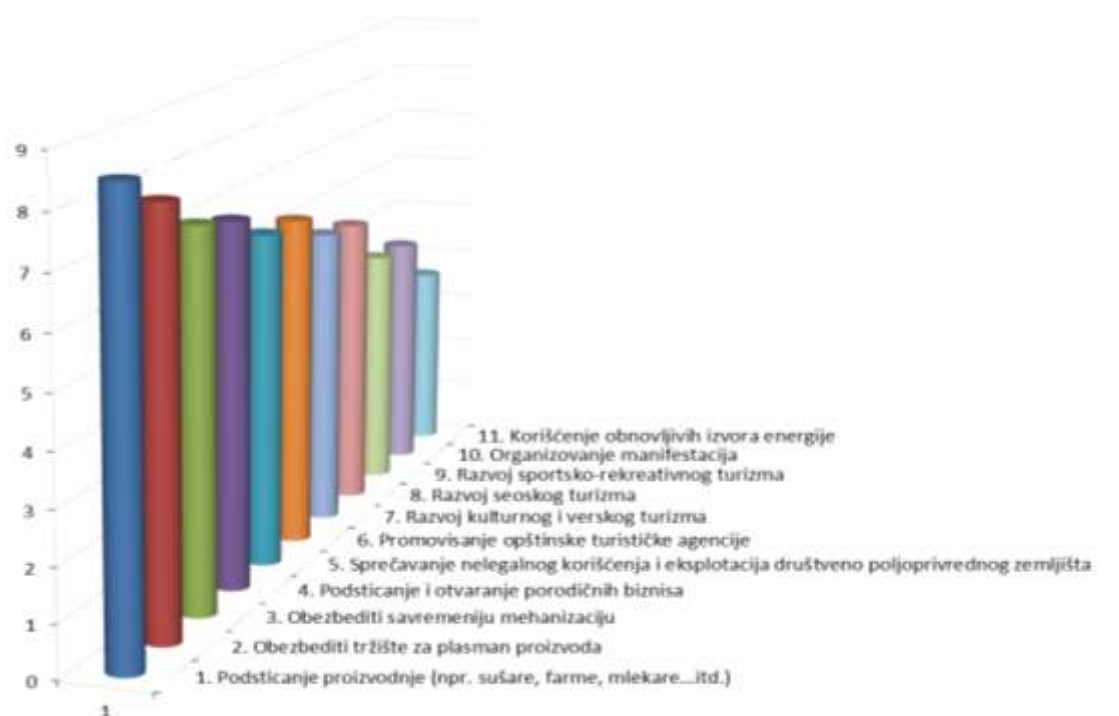 9
8
7
6
5
4
3
2
1
0
1
11. Korišćenje obnovljivih izvora energije
10. Organizovanje manifestacija
9. Razvoj sportsko-rekreativnog turizma
8. Razvoj seoskog turizma
7. Razvoj kulturnog i verskog turizma
6. Promovisanje opštinske turističke agencije
5. Sprečavanje nelegalnog korišćenja i eksplotacija društveno poljoprivrednog zemljišta
4. Podsticanje i otvaranje porodičnih biznisa
3. Obezbediti savremeniju mehanizaciju
2. Obezbediti tržište za plasman proizvoda
1. Podsticanje proizvodnje (npr. sušare, farme, mlekare...itd.)